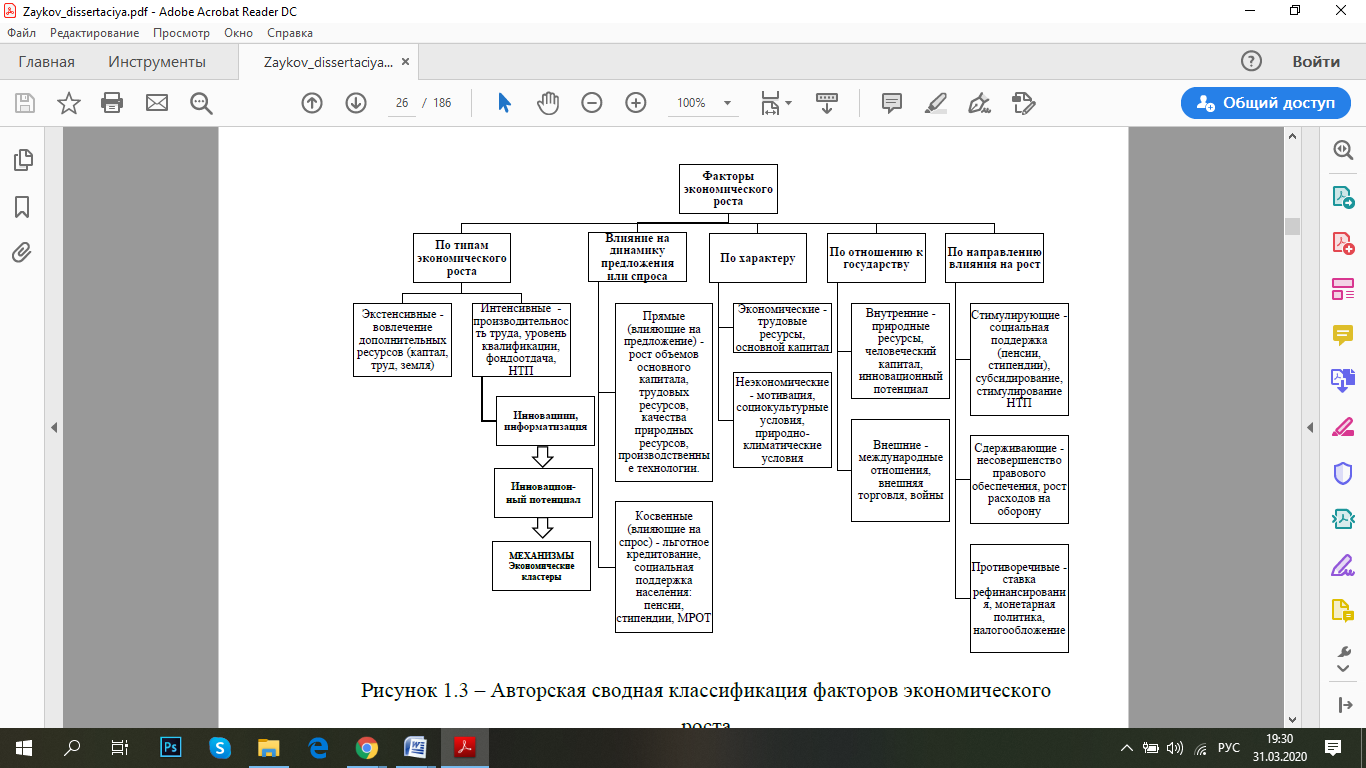 Zaykov_dissertaciya.pdf - Adobe Acrobat Reader DC
Файл Редактирование Просмотр Окно Справка
Главная Инструменты Zaykov_dissertaciya... ×
? Войти
26 / 186 100% Общий доступ
Факторы
экономического
роста
По типам
экономического
роста
Экстенсивные -
вовлечение
дополнительных
ресурсов (каптал,
труд, земля)
Интенсивные -
производительнос
ть труда, уровень
квалификации,
фондоотдача,
НТП
Инновации,
информатизация
Инновацион-
ный потенциал
МЕХАНИЗМЫ
Экономические
кластеры
Влияние на
динамику
предложения
или спроса
Прямые
(влияющие на
предложение) -
рост объемов
основного
капитала,
трудовых
ресурсов,
качества
природных
ресурсов,
производственны
е технологии.
Косвенные
(влияющие на
спрос) - льготное
кредитование,
социальная
поддержка
населения:
пенсии,
стипендии, МРОТ
По характеру
Экономические -
трудовые
ресурсы,
основной капитал
Неэкономические
- мотивация,
социокультурные
условия,
природно-
климатические
условия
По отношению к
государству
Внутренние -
природные
ресурсы,
человеческий
капитал,
инновационный
потенциал
Внешние -
международные
отношения,
внешняя
торговля, войны
По направлению
влияния на рост
Стимулирующие -
социальная
поддержка
(пенсии,
стипендии),
субсидирование,
стимулирование
НТП
Сдерживающие -
несовершенство
правового
обеспечения, рост
расходов на
оборону
Противоречивые -
ставка
рефинансировани
я, монетарная
политика,
налогообложение
Рисунок 1.3 – Авторская сводная классификация факторов экономического
роста
Ps
РУС
19:30
31.03.2020